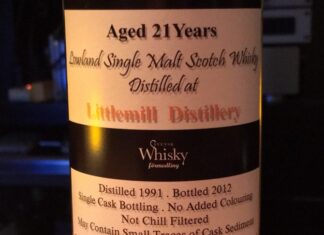 Aged 21Years
Lowland Single Malt Scotch Whisky
Distilled at
Littlemill Distillery
Whisky
Distilled 1991 . Bottled 2012
Single Cask Bottling . No Added Colouring
Not Chill Filtered
May Contain Small Traces of Cask Sediment